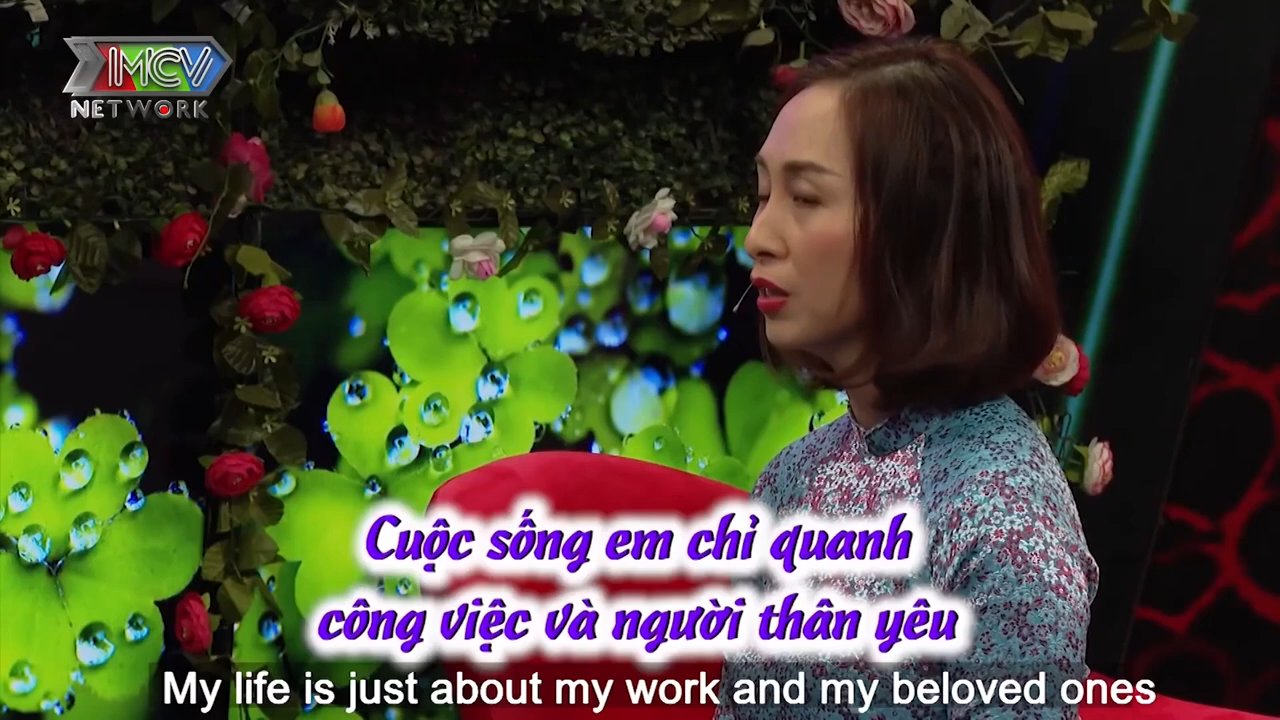 MCV
NETWORK
Cuộc sống em chỉ quanh
công việc và người thân yêu
My life is just about my work and my beloved ones